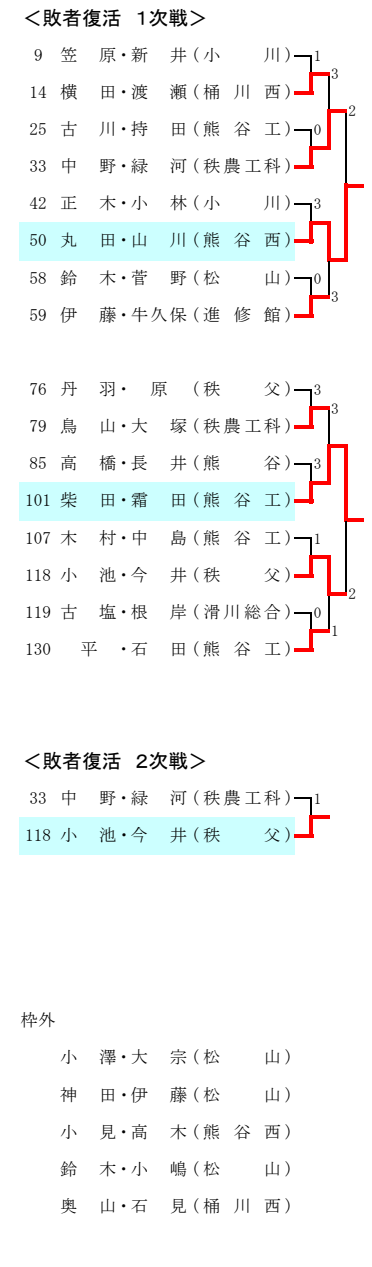 ＜敗者復活 1次戦＞
9 笠 原・新 井(小 川) 1
3
14 横 田・渡 瀬(桶 川 西)
2
25 古 川・持 田(熊 谷 工) 0
33 中 野・緑 河(秩農工科)
42 正 木・小 林(小 川) 3
50 丸 田・山 川(熊 谷 西)
58 鈴 木・菅 野(松 山) 0
3
59 伊 藤・牛久保(進 修 館)
76 丹 羽・ 原 (秩 父) 3
3
79 鳥 山・大 塚(秩農工科)
85 高 橋・長 井(熊 谷) 3
101 柴 田・霜 田(熊 谷 工)
107 木 村・中 島(熊 谷 工) 1
118 小 池・今 井(秩 父)
2
119 古 塩・根 岸(滑川総合) 0
1
130 平 ・石 田(熊 谷 工)
＜敗者復活 2次戦＞
33 中 野・緑 河(秩農工科) 1
118 小 池・今 井(秩 父)
枠外
小 澤・大 宗(松 山)
神 田・伊 藤(松 山)
小 見・高 木(熊 谷 西)
鈴 木・小 嶋(松 山)
奥 山・石 見(桶 川 西)